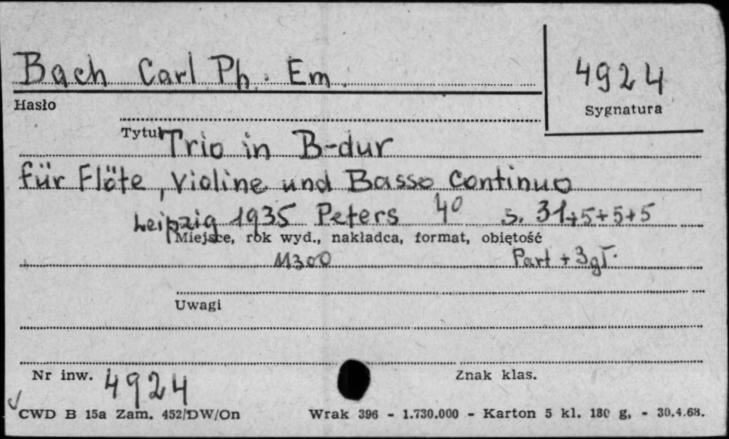 Bach Carl Ph. Em.
4924
Hasło
Sygnatura
Tytuł Trio in B-dur
für Flöte, Violine und Basso Continuo
Leipzig 1935 Peters 4° s. 31+5+5+5
Miejsce, rok wyd., nakładca, format, objętość
M300 Part + 3gł.
Uwagi
Nr inw. 4924
Znak klas.
CWD B 15a Zam. 452/DW/On Wrak 396 - 1.730.000 - Karton 5 kl. 180 g. - 30.4.68.